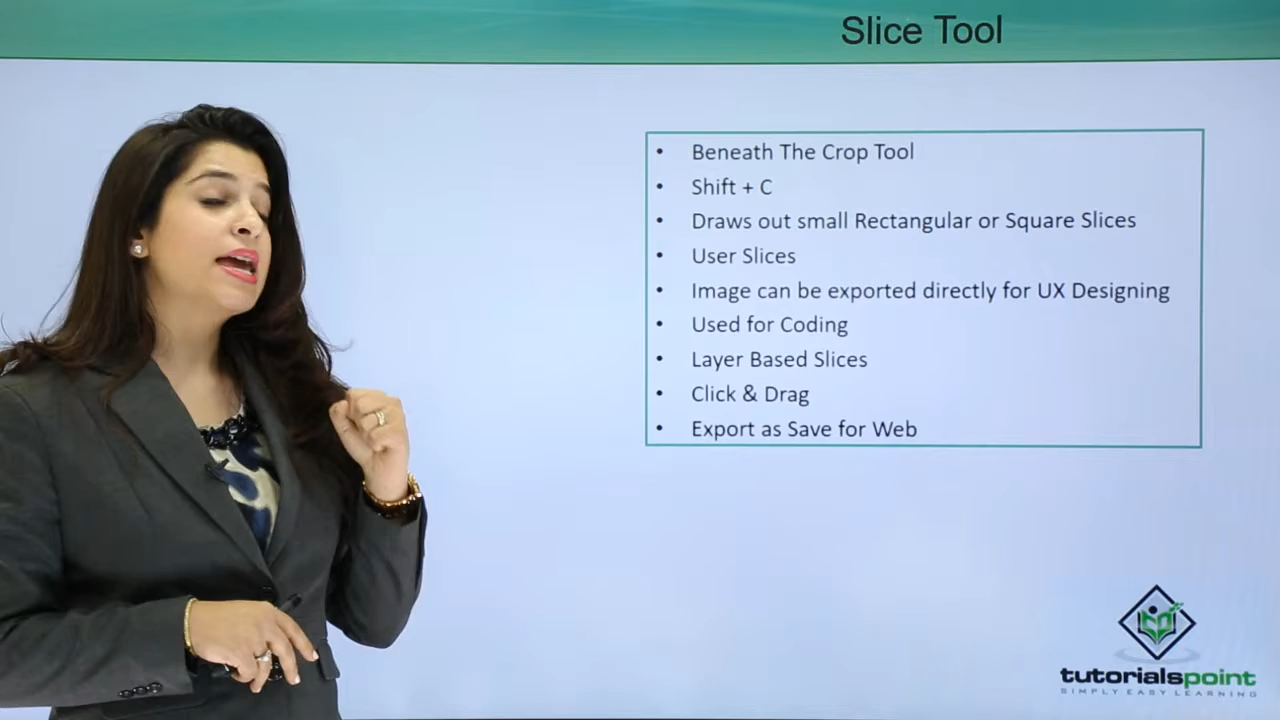 Slice Tool
• Beneath The Crop Tool
• Shift + C
• Draws out small Rectangular or Square Slices
• User Slices
• Image can be exported directly for UX Designing
• Used for Coding
• Layer Based Slices
• Click & Drag
• Export as Save for Web
tutorialspoint
SIMPLY EASY LEARNING